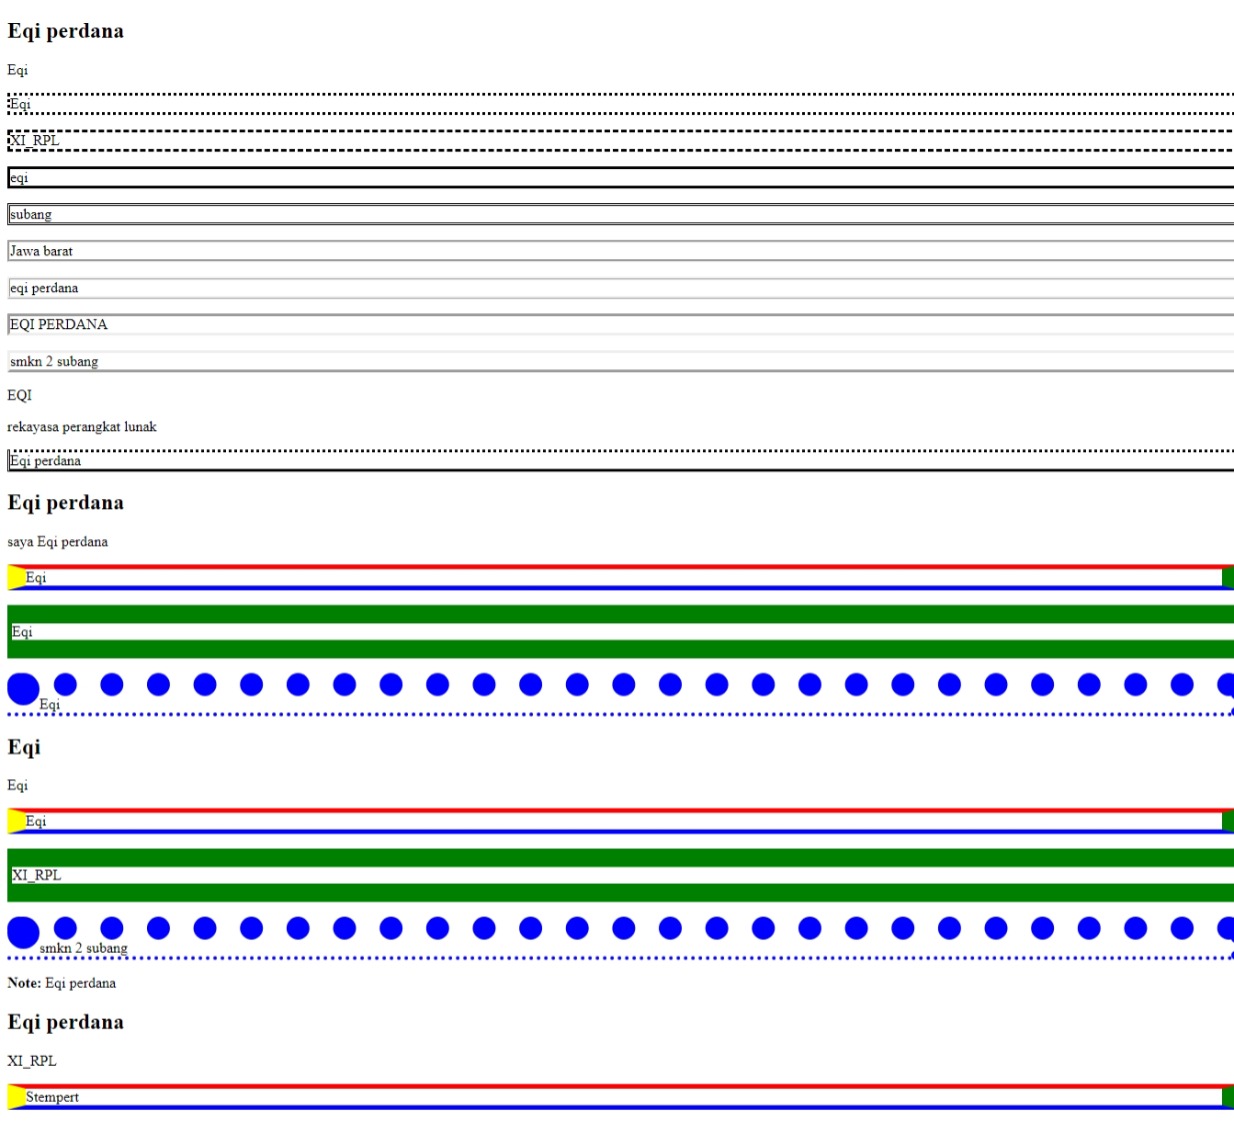 Eqi perdana
Eqi
Eqi
XI_RPL
eqi
subang
Jawa barat
eqi perdana
EQI PERDANA
smkn 2 subang
EQI
rekayasa perangkat lunak
Eqi perdana
Eqi perdana
saya Eqi perdana
Eqi
Eqi
Eqi
Eqi
Eqi
Eqi
XI_RPL
smkn 2 subang
Note: Eqi perdana
Eqi perdana
XI_RPL
Stempert